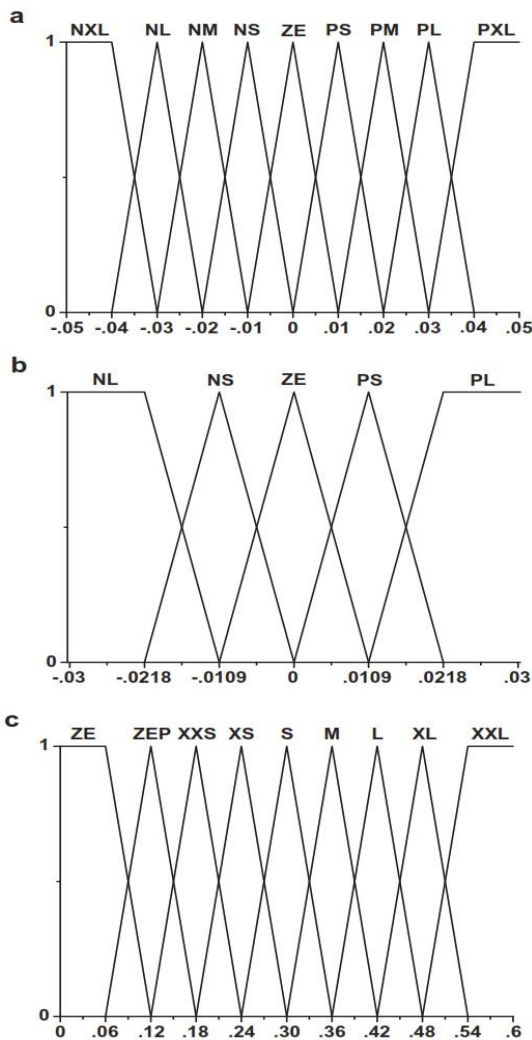 a
NXL NL NM NS ZE PS PM PL PXL
1
0
-.05 -.04 -.03 -.02 -.01 0 .01 .02 .03 .04 .05
b
NL NS ZE PS PL
1
0
-.03 -.0218 -.0109 0 .0109 .0218 .03
c
ZE ZEP XXS XS S M L XL XXL
1
0
0 .06 .12 .18 .24 .30 .36 .42 .48 .54 .6